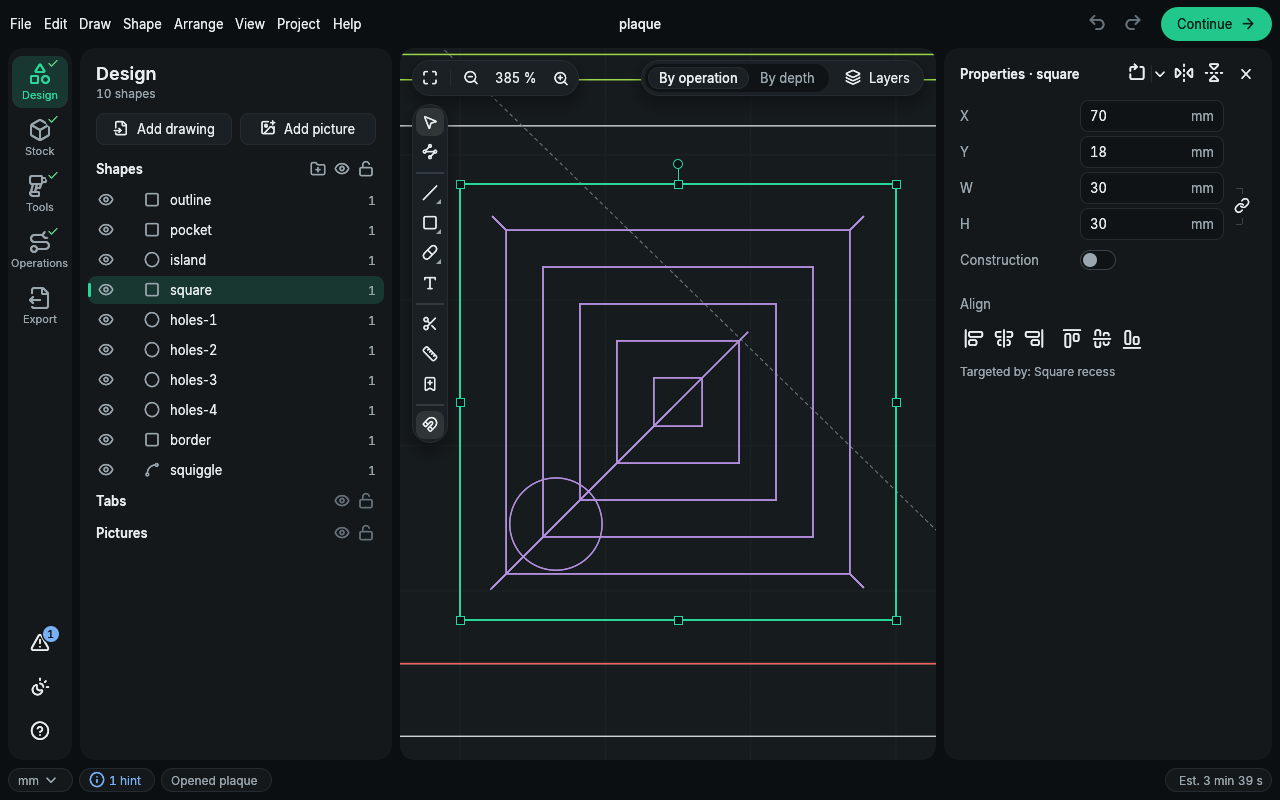 File Edit Draw Shape Arrange View Project Help
plaque
Continue
Design
Stock
Tools
Operations
Export
1
Design
10 shapes
Add drawing
Add picture
Shapes
outline 1
pocket 1
island 1
square 1
holes-1 1
holes-2 1
holes-3 1
holes-4 1
border 1
squiggle 1
Tabs
Pictures
385 %
By operation
By depth
Layers
Properties · square
X 70 mm
Y 18 mm
W 30 mm
H 30 mm
Construction
Align
Targeted by: Square recess
mm
1 hint
Opened plaque
Est. 3 min 39 s